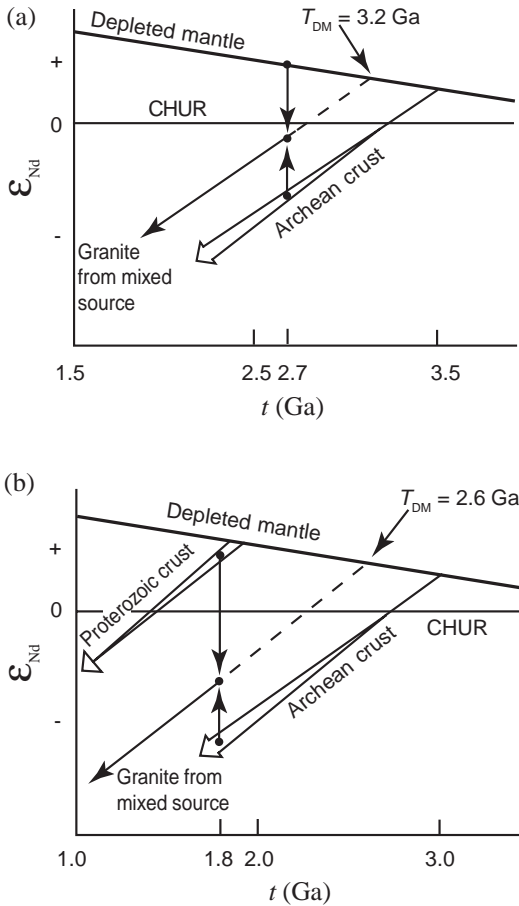 (a)
T_DM = 3.2 Ga
Depleted mantle
+
CHUR
0
ε_Nd
Archean crust
-
Granite
from mixed
source
1.5
2.5
2.7
3.5
t (Ga)
(b)
T_DM = 2.6 Ga
Depleted mantle
+
Proterozoic crust
0
CHUR
ε_Nd
Archean crust
-
Granite from
mixed source
1.0
1.8
2.0
3.0
t (Ga)